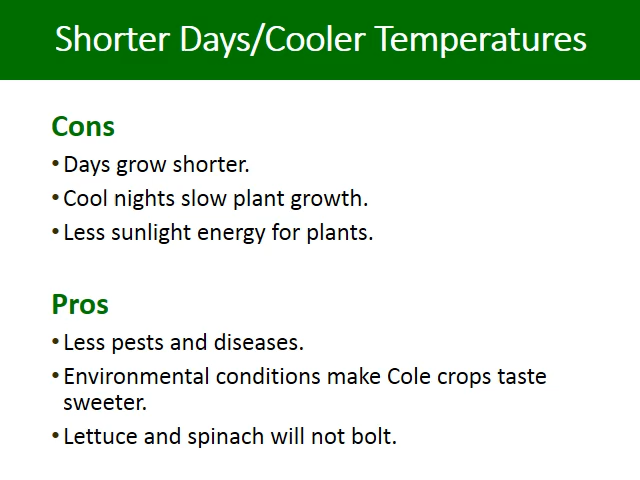 Shorter Days/Cooler Temperatures
Cons
•Days grow shorter.
•Cool nights slow plant growth.
•Less sunlight energy for plants.
Pros
•Less pests and diseases.
•Environmental conditions make Cole crops taste
sweeter.
•Lettuce and spinach will not bolt.